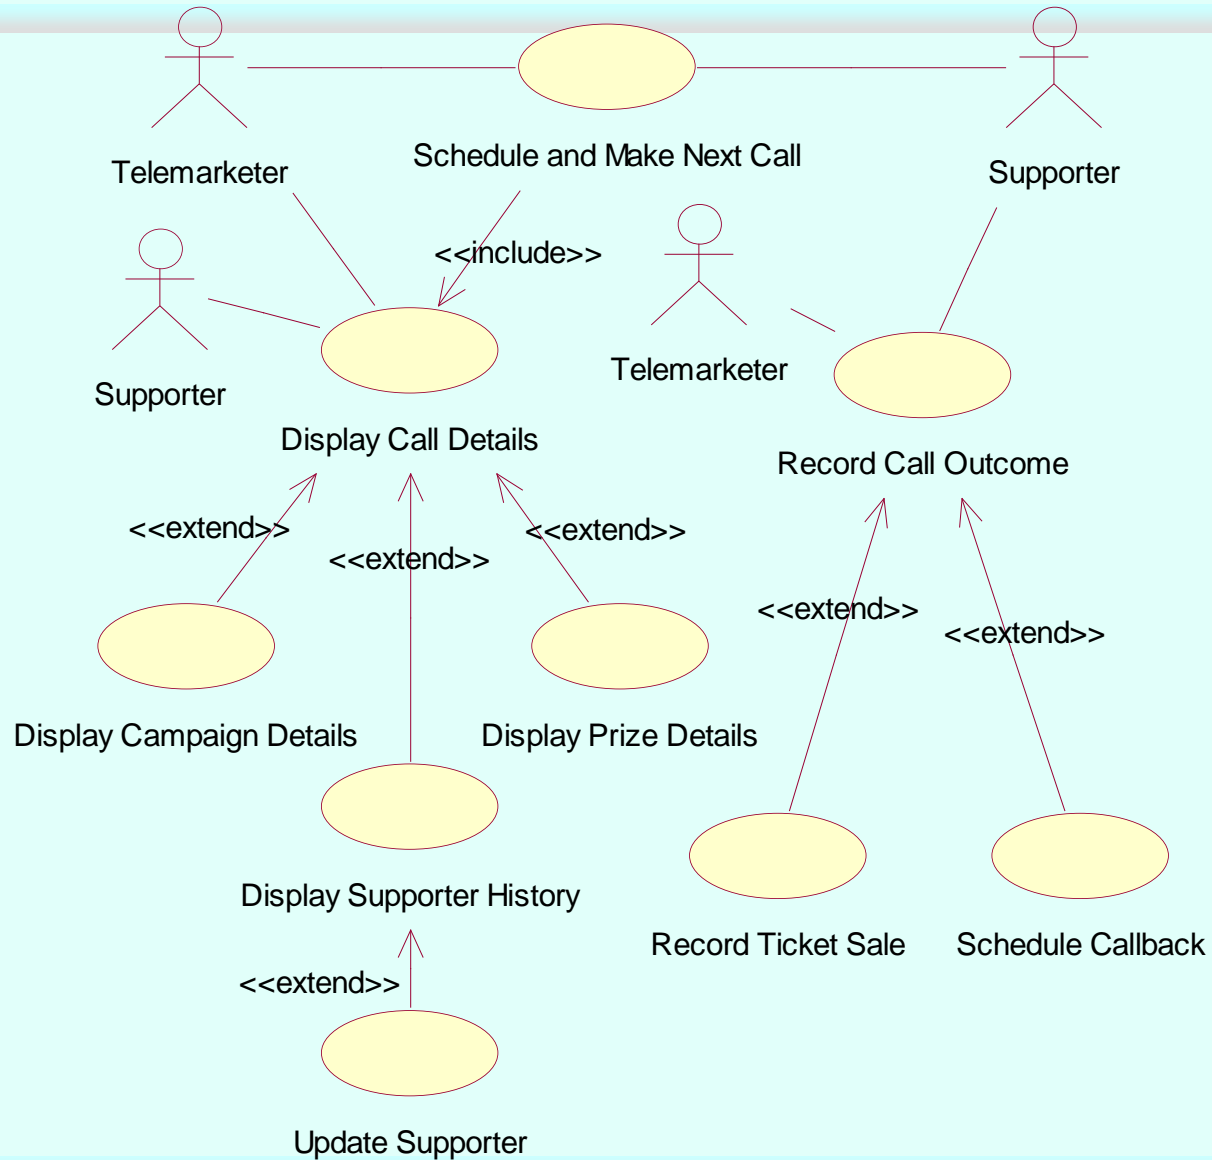 Schedule and Make Next Call
Telemarketer
Supporter
<<include>>
Telemarketer
Supporter
Display Call Details
Record Call Outcome
<<extend>>
<<extend>>
<<extend>>
<<extend>>
<<extend>>
Display Campaign Details
Display Prize Details
Display Supporter History
Record Ticket Sale
Schedule Callback
<<extend>>
Update Supporter